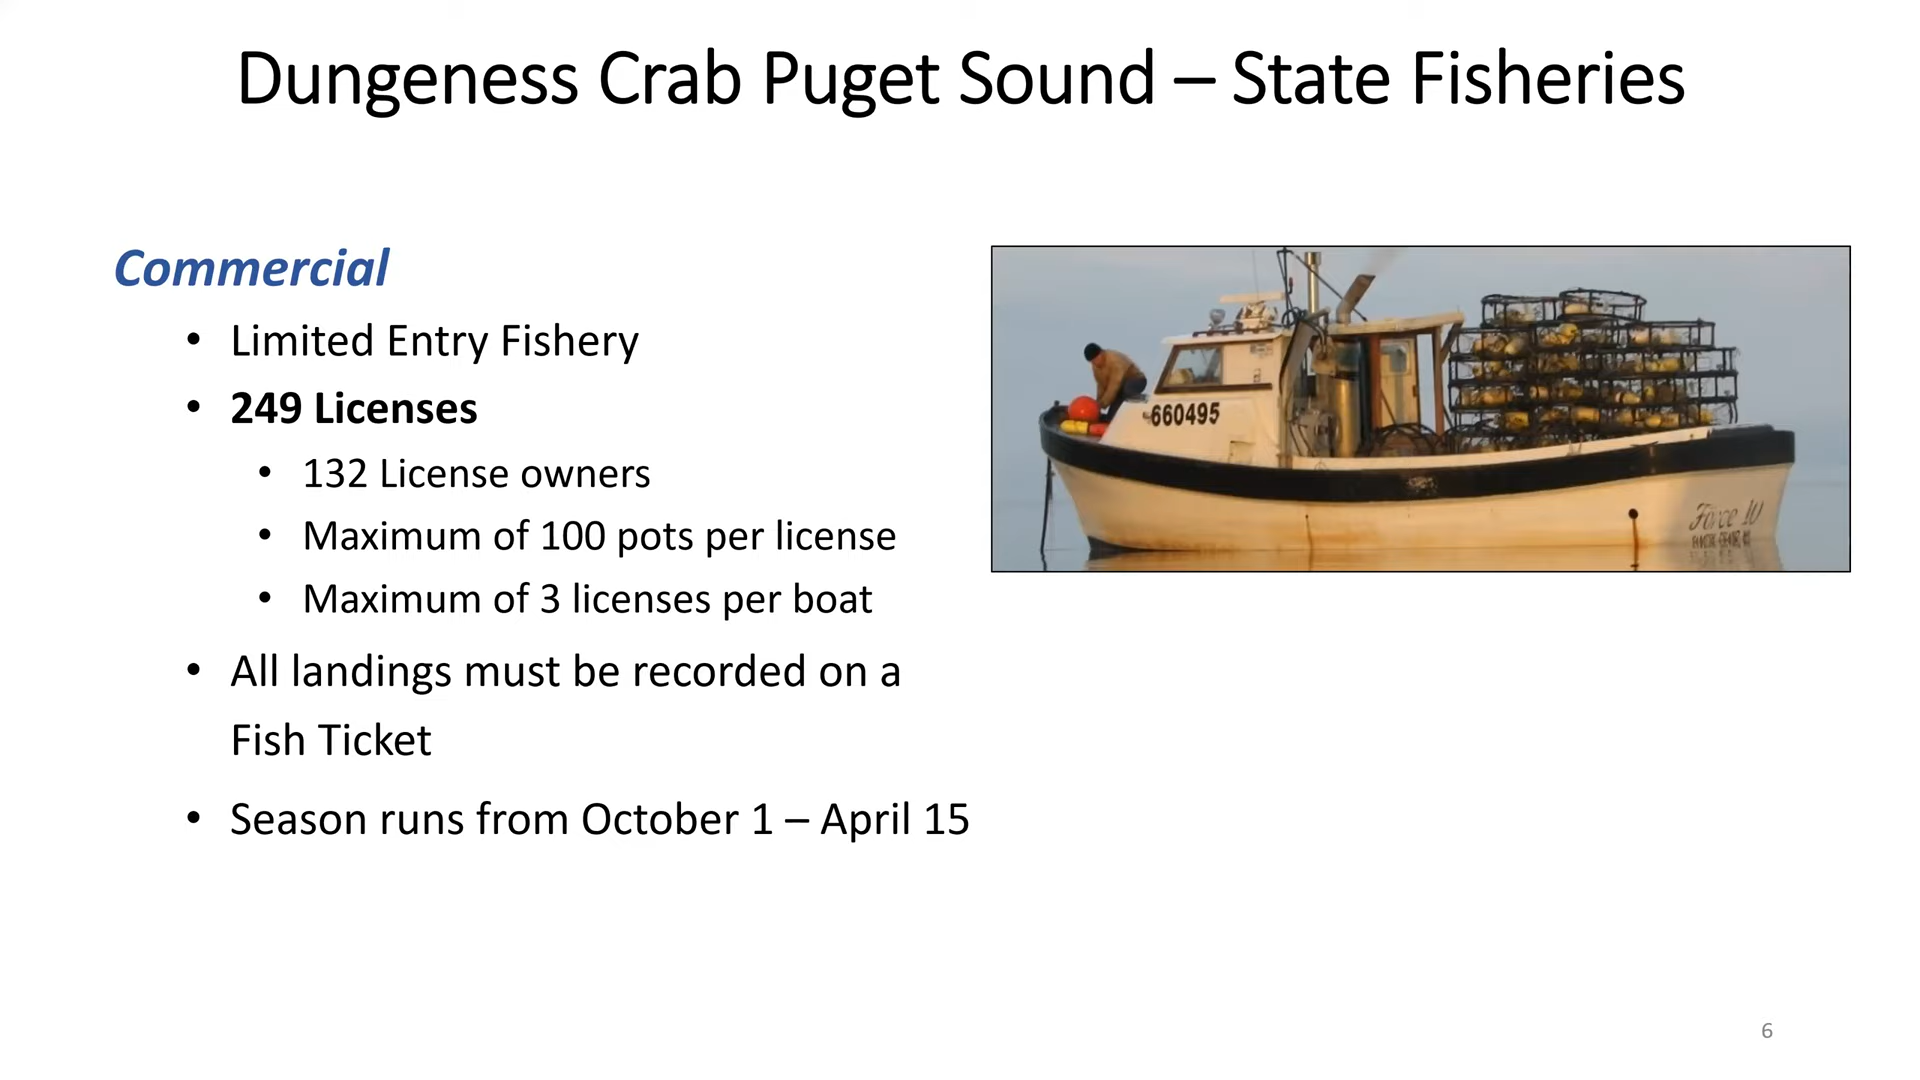 Dungeness Crab Puget Sound – State Fisheries
Commercial
• Limited Entry Fishery
• 249 Licenses
• 132 License owners
• Maximum of 100 pots per license
• Maximum of 3 licenses per boat
• All landings must be recorded on a
Fish Ticket
• Season runs from October 1 – April 15
660495
Force 10
6